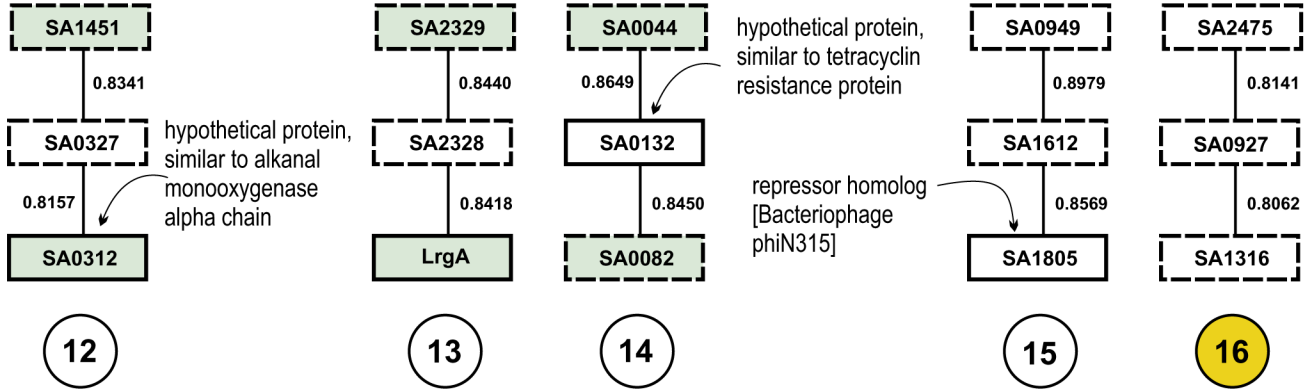 SA1451
0.8341
SA0327
0.8157
SA0312
hypothetical protein,
similar to alkanal
monooxygenase
alpha chain
12
SA2329
0.8440
SA2328
0.8418
LrgA
13
SA0044
0.8649
SA0132
0.8450
SA0082
hypothetical protein,
similar to tetracyclin
resistance protein
14
SA0949
0.8979
SA1612
0.8569
SA1805
repressor homolog
[Bacteriophage
phiN315]
15
SA2475
0.8141
SA0927
0.8062
SA1316
16